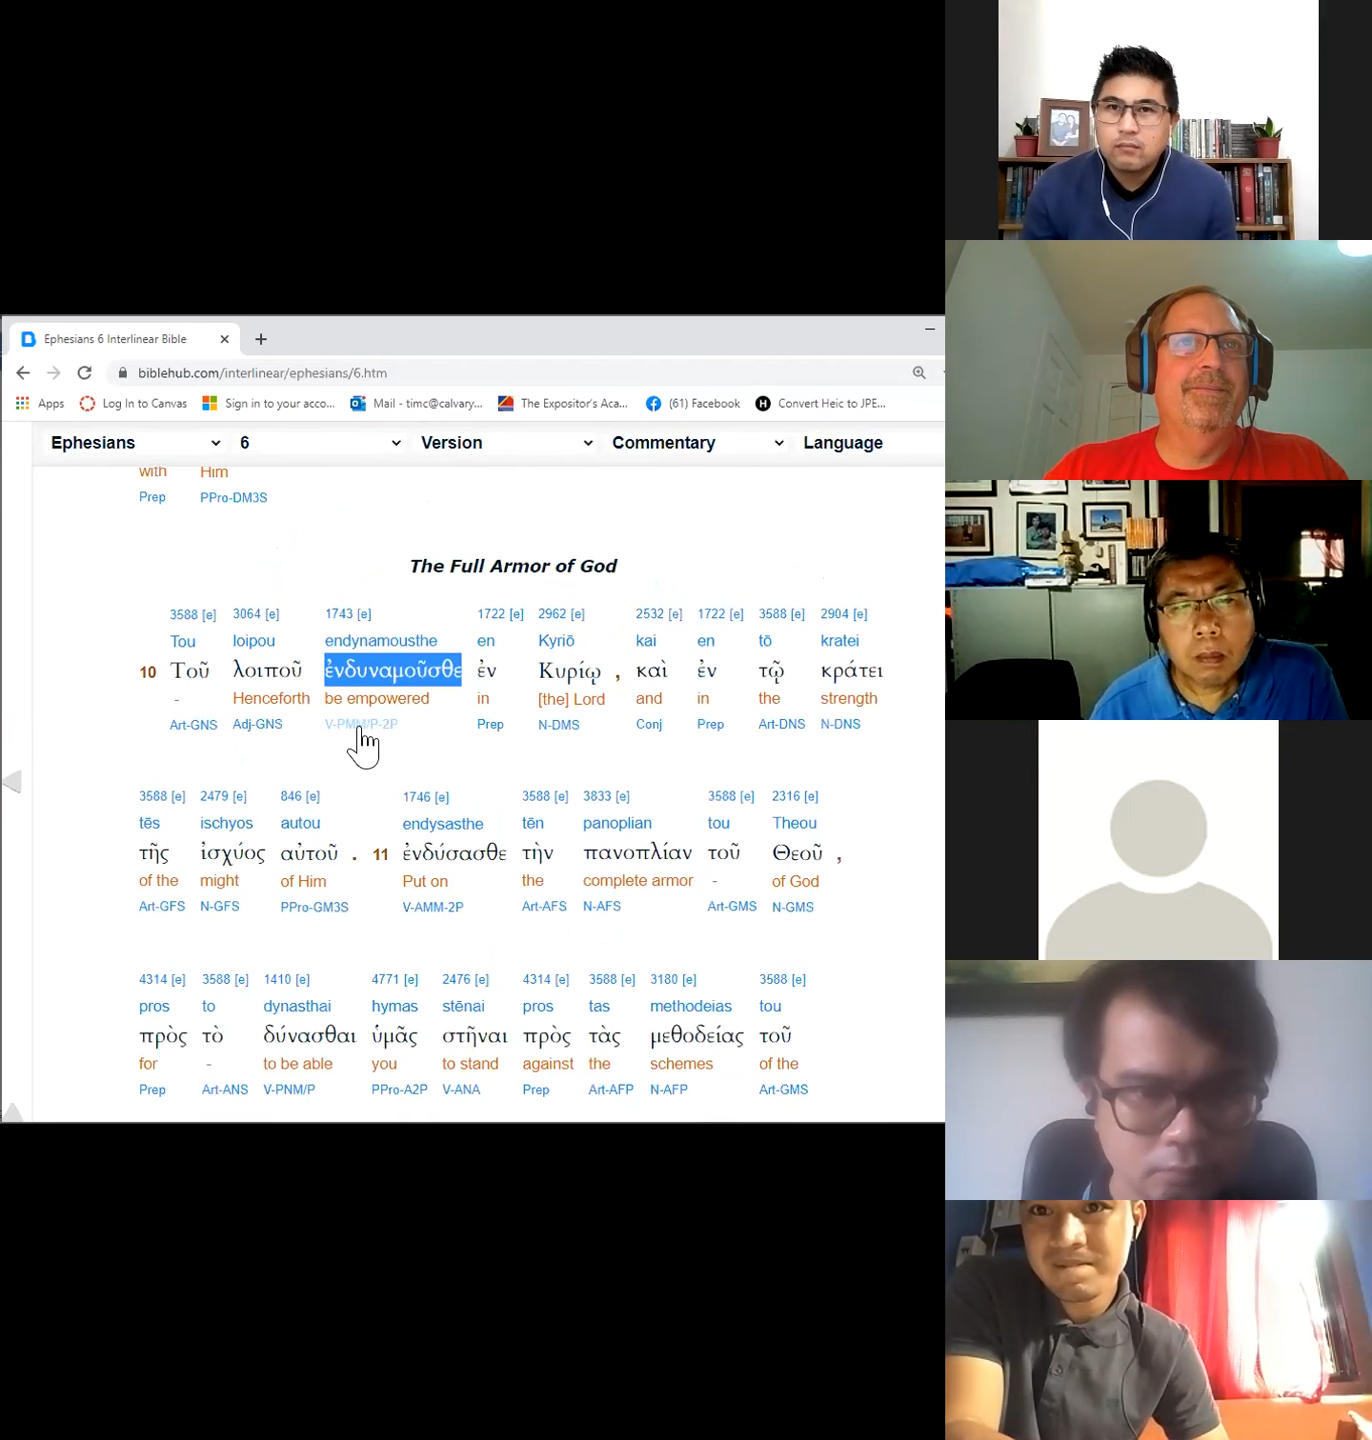 Ephesians 6 Interlinear Bible
biblehub.com/interlinear/ephesians/6.htm
Apps Log In to Canvas Sign in to your acco... Mail - timc@calvary... The Expositor's Aca... (61) Facebook Convert Heic to JPE...
Ephesians 6 Version Commentary Language
with Him
Prep PPro-DM3S
The Full Armor of God
3588 [e] 3064 [e] 1743 [e] 1722 [e] 2962 [e] 2532 [e] 1722 [e] 3588 [e] 2904 [e]
Tou loipou endynamousthe en Kyriō kai en tō kratei
10 Τοῦ λοιποῦ ἐνδυναμοῦσθε ἐν Κυρίῳ , καὶ ἐν τῷ κράτει
- Henceforth be empowered in [the] Lord and in the strength
Art-GNS Adj-GNS V-PMM/P-2P Prep N-DMS Conj Prep Art-DNS N-DNS
3588 [e] 2479 [e] 846 [e] 1746 [e] 3588 [e] 3833 [e] 3588 [e] 2316 [e]
tēs ischyos autou endysasthe tēn panoplian tou Theou
τῆς ἰσχύος αὐτοῦ . 11 ἐνδύσασθε τὴν πανοπλίαν τοῦ Θεοῦ ,
of the might of Him Put on the complete armor - of God
Art-GFS N-GFS PPro-GM3S V-AMM-2P Art-AFS N-AFS Art-GMS N-GMS
4314 [e] 3588 [e] 1410 [e] 4771 [e] 2476 [e] 4314 [e] 3588 [e] 3180 [e] 3588 [e]
pros to dynasthai hymas stēnai pros tas methodeias tou
πρὸς τὸ δύνασθαι ὑμᾶς στῆναι πρὸς τὰς μεθοδείας τοῦ
for - to be able you to stand against the schemes of the
Prep Art-ANS V-PNM/P PPro-A2P V-ANA Prep Art-AFP N-AFP Art-GMS